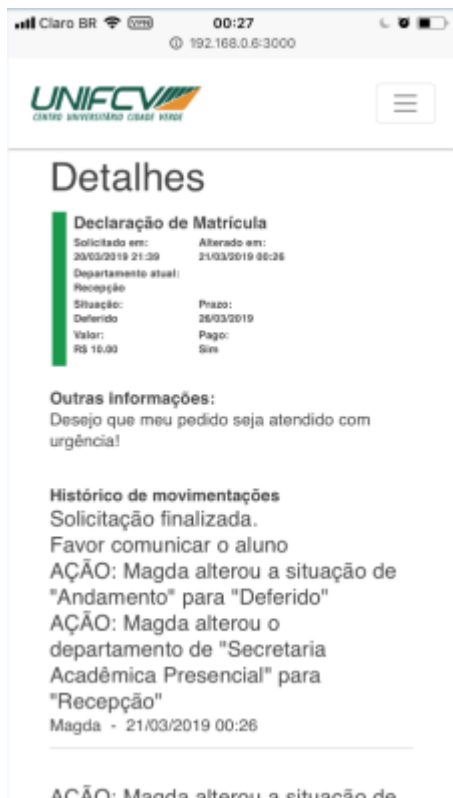 Claro BR VPN 00:27
192.168.0.6:3000
UNIFCV
CENTRO UNIVERSITÁRIO CIDADE VERDE
Detalhes
Declaração de Matrícula
Solicitado em: Alterado em:
20/03/2019 21:39 21/03/2019 00:26
Departamento atual:
Recepção
Situação: Prazo:
Deferido 26/03/2019
Valor: Pago:
R$ 10.00 Sim
Outras informações:
Desejo que meu pedido seja atendido com
urgência!
Histórico de movimentações
Solicitação finalizada.
Favor comunicar o aluno
AÇÃO: Magda alterou a situação de
"Andamento" para "Deferido"
AÇÃO: Magda alterou o
departamento de "Secretaria
Acadêmica Presencial" para
"Recepção"
Magda - 21/03/2019 00:26
AÇÃO: Magda alterou a situação de